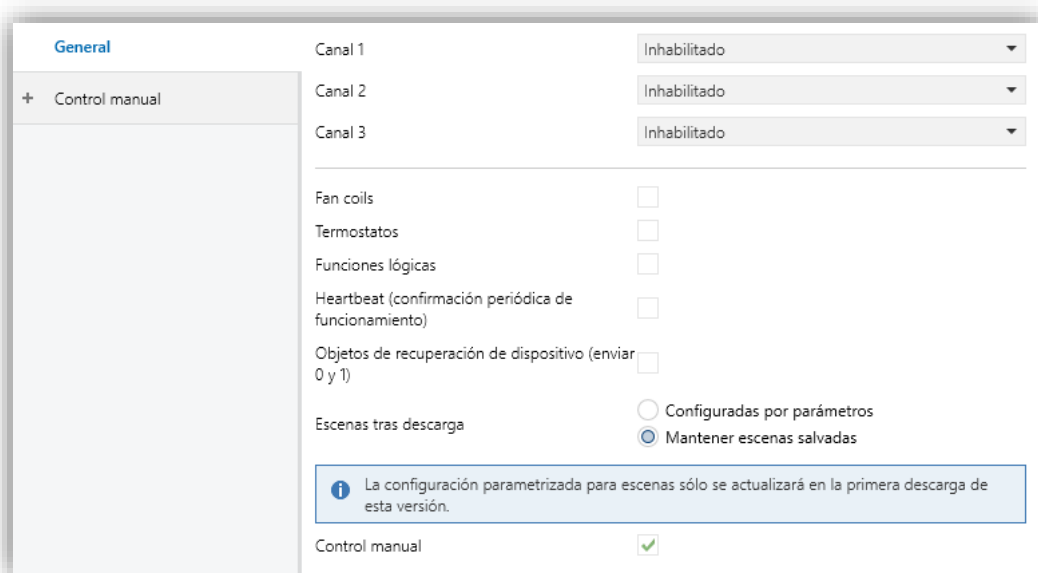 General
+ Control manual
Canal 1 Inhabilitado
Canal 2 Inhabilitado
Canal 3 Inhabilitado
Fan coils
Termostatos
Funciones lógicas
Heartbeat (confirmación periódica de
funcionamiento)
Objetos de recuperación de dispositivo (enviar
0 y 1)
Escenas tras descarga
Configuradas por parámetros
Mantener escenas salvadas
La configuración parametrizada para escenas sólo se actualizará en la primera descarga de
esta versión.
Control manual